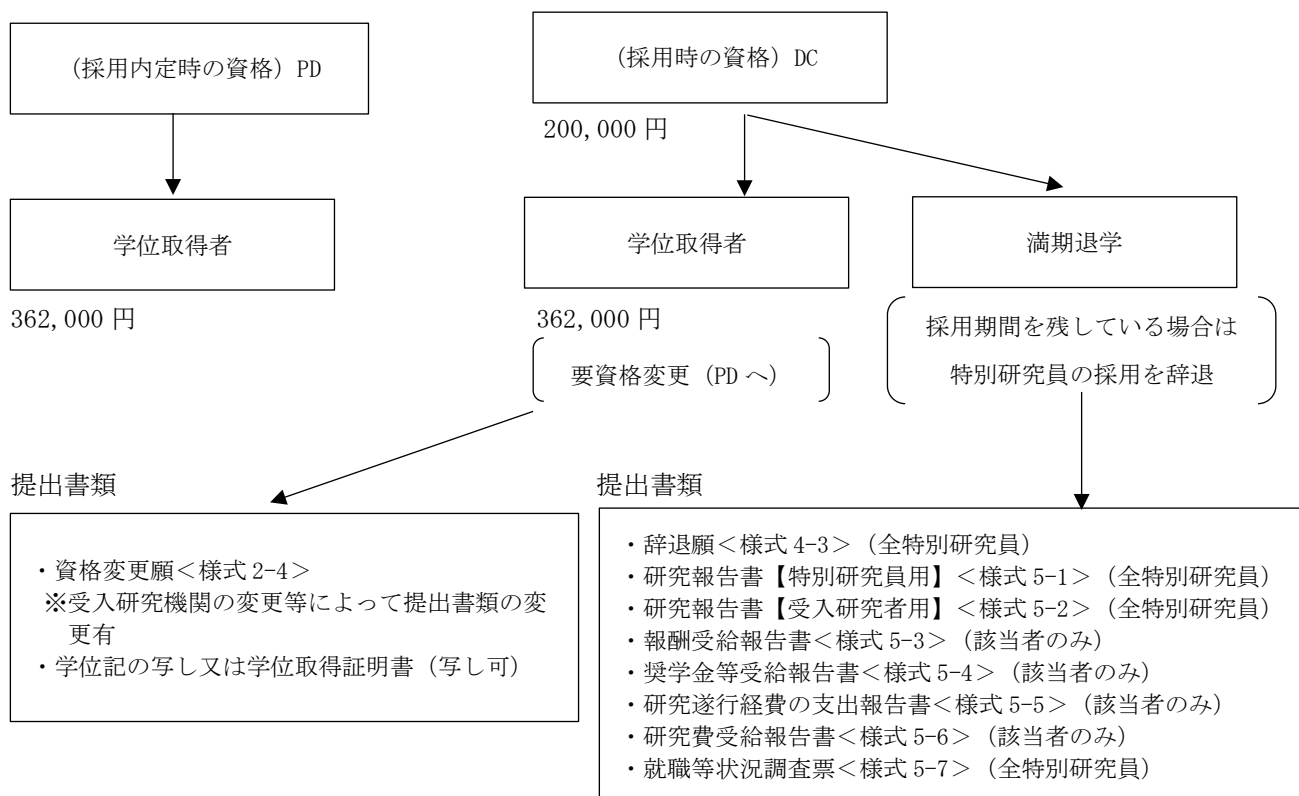 （採用内定時の資格）PD
（採用時の資格）DC
200,000 円
学位取得者
学位取得者
満期退学
362,000 円
362,000 円
要資格変更（PD へ）
採用期間を残している場合は
特別研究員の採用を辞退
提出書類
・資格変更願＜様式 2-4＞
※受入研究機関の変更等によって提出書類の変
更有
・学位記の写し又は学位取得証明書（写し可）
提出書類
・辞退願＜様式 4-3＞（全特別研究員）
・研究報告書【特別研究員用】＜様式 5-1＞（全特別研究員）
・研究報告書【受入研究者用】＜様式 5-2＞（全特別研究員）
・報酬受給報告書＜様式 5-3＞（該当者のみ）
・奨学金等受給報告書＜様式 5-4＞（該当者のみ）
・研究遂行経費の支出報告書＜様式 5-5＞（該当者のみ）
・研究費受給報告書＜様式 5-6＞（該当者のみ）
・就職等状況調査票＜様式 5-7＞（全特別研究員）